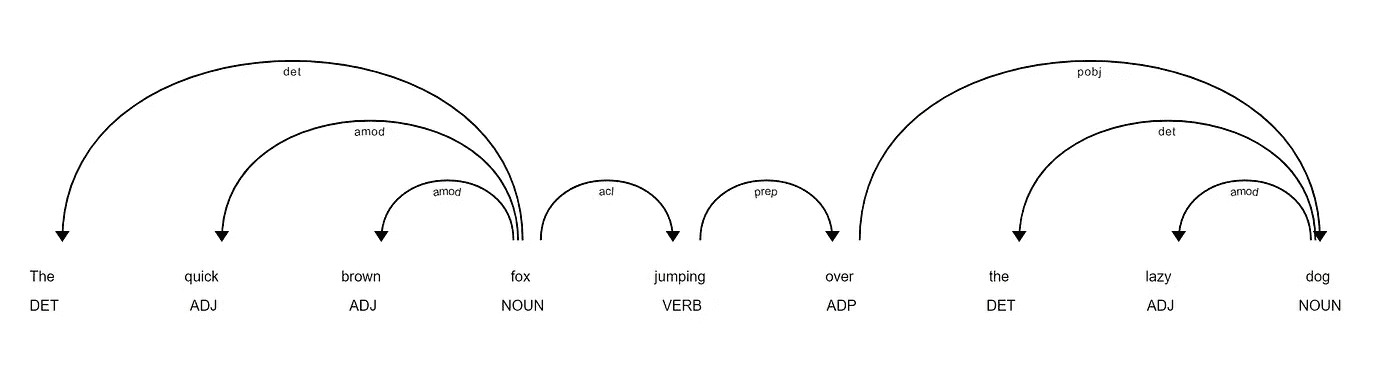 det pobj
amod det
amod acl prep amod
The quick brown fox jumping over the lazy dog
DET ADJ ADJ NOUN VERB ADP DET ADJ NOUN